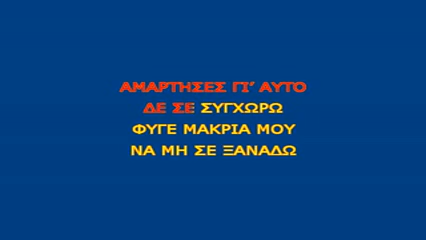 ΑΜΑΡΤΗΣΕΣ ΓΙ΄ ΑΥΤΟ
ΔΕ ΣΕ ΣΥΓΧΩΡΩ
ΦΥΓΕ ΜΑΚΡΙΑ ΜΟΥ
ΝΑ ΜΗ ΣΕ ΞΑΝΑΔΩ